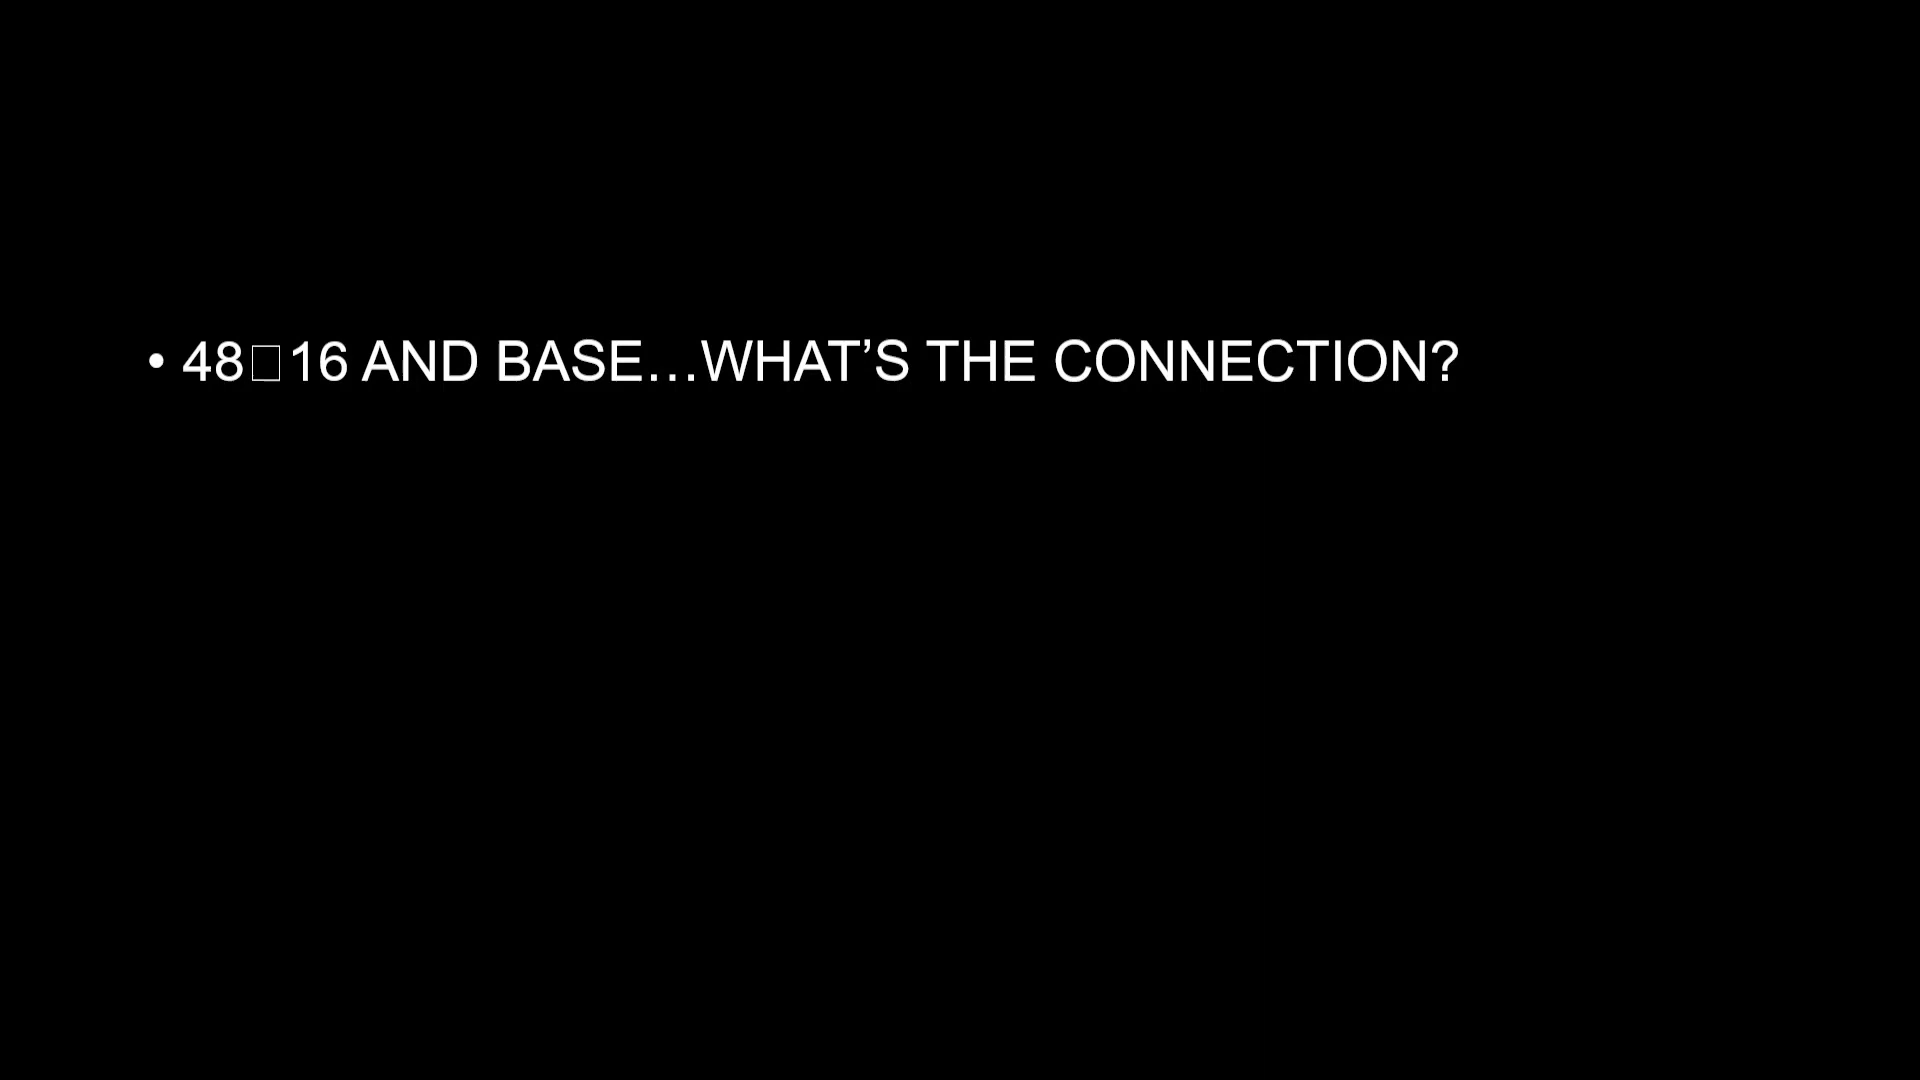 • 48□16 AND BASE…WHAT’S THE CONNECTION?